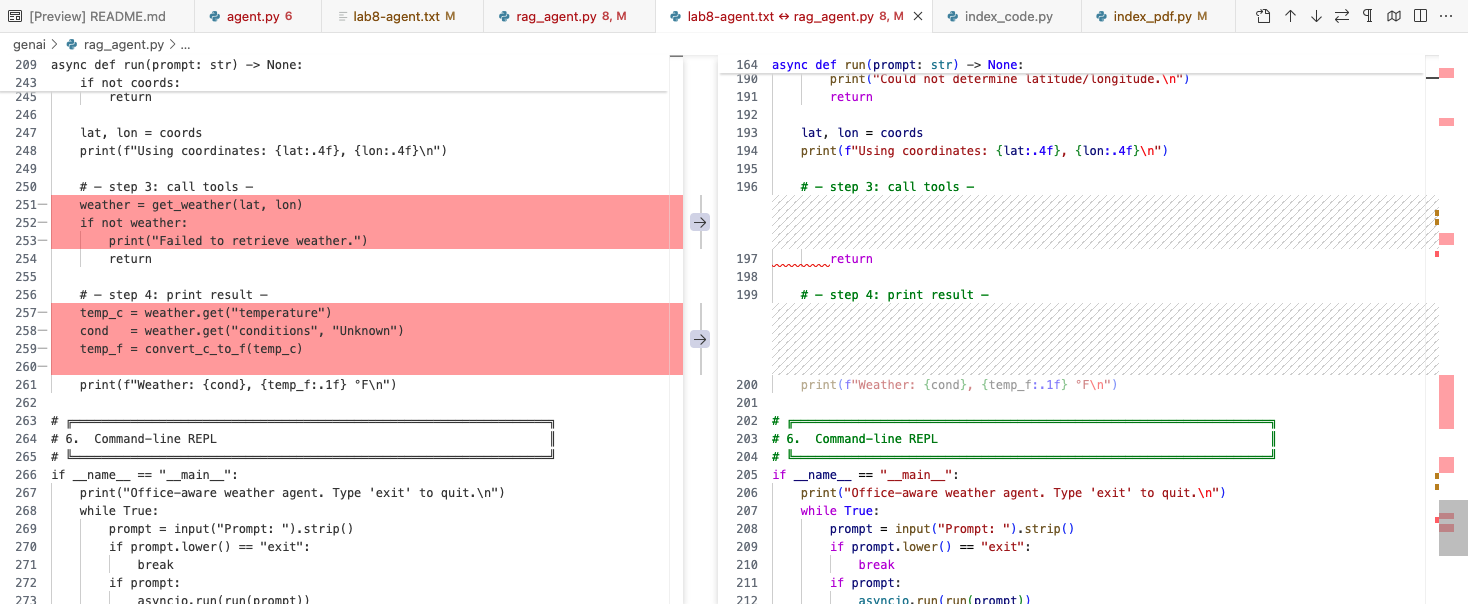 [Preview] README.md agent.py 6 lab8-agent.txt M rag_agent.py 8, M lab8-agent.txt ↔ rag_agent.py 8, M × index_code.py index_pdf.py M ···
genai > rag_agent.py > ...
209 async def run(prompt: str) -> None:
243     if not coords:
245         return
246
247     lat, lon = coords
248     print(f"Using coordinates: {lat:.4f}, {lon:.4f}\n")
249
250     # — step 3: call tools —
251—     weather = get_weather(lat, lon)
252—     if not weather:
253—         print("Failed to retrieve weather.")
254         return
255
256     # — step 4: print result —
257—     temp_c = weather.get("temperature")
258—     cond   = weather.get("conditions", "Unknown")
259—     temp_f = convert_c_to_f(temp_c)
260—
261     print(f"Weather: {cond}, {temp_f:.1f} °F\n")
262
263 # ╔══════════════════════════════════════════════════════════════════╗
264 # 6.  Command-line REPL                                              ║
265 # ╚══════════════════════════════════════════════════════════════════╝
266 if __name__ == "__main__":
267     print("Office-aware weather agent. Type 'exit' to quit.\n")
268     while True:
269         prompt = input("Prompt: ").strip()
270         if prompt.lower() == "exit":
271             break
272         if prompt:
273             asyncio.run(run(prompt))
164 async def run(prompt: str) -> None:
190         print("Could not determine latitude/longitude.\n")
191         return
192
193     lat, lon = coords
194     print(f"Using coordinates: {lat:.4f}, {lon:.4f}\n")
195
196     # — step 3: call tools —
197         return
198
199     # — step 4: print result —
200     print(f"Weather: {cond}, {temp_f:.1f} °F\n")
201
202 # ╔══════════════════════════════════════════════════════════════════╗
203 # 6.  Command-line REPL                                              ║
204 # ╚══════════════════════════════════════════════════════════════════╝
205 if __name__ == "__main__":
206     print("Office-aware weather agent. Type 'exit' to quit.\n")
207     while True:
208         prompt = input("Prompt: ").strip()
209         if prompt.lower() == "exit":
210             break
211         if prompt:
212             asyncio.run(run(prompt))